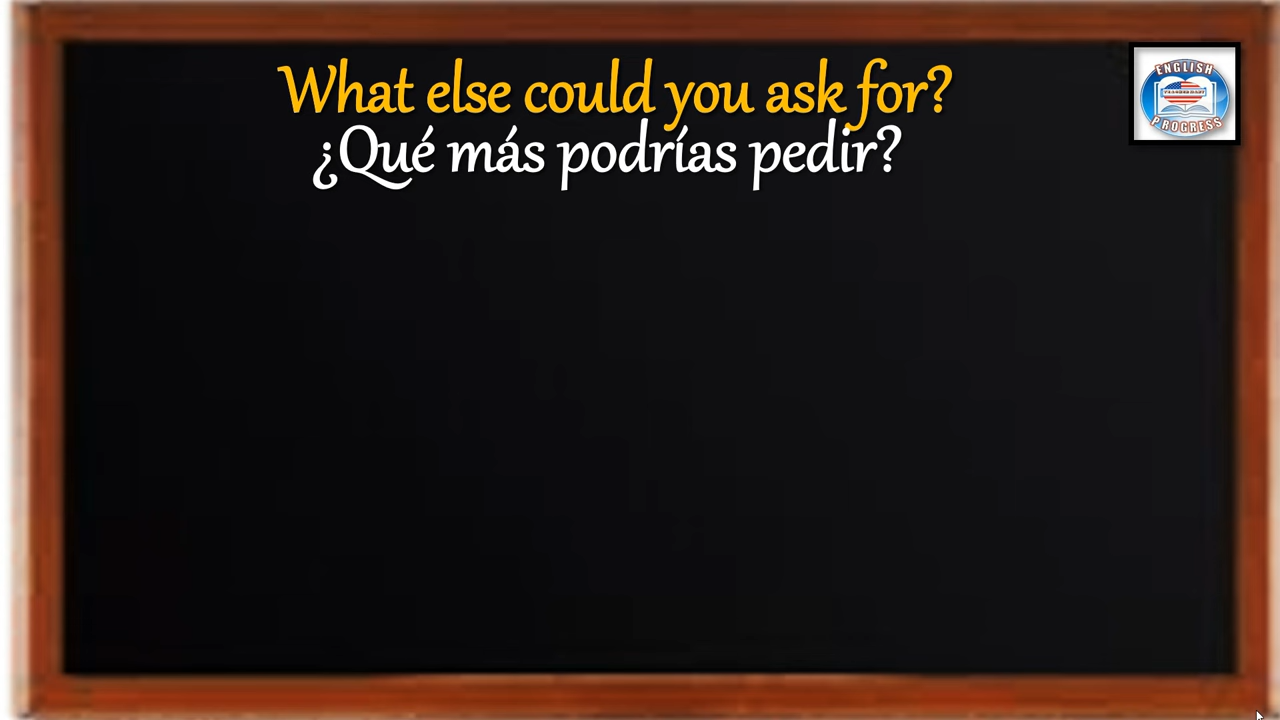 What else could you ask for?
¿Qué más podrías pedir?
ENGLISH
PROGRESS